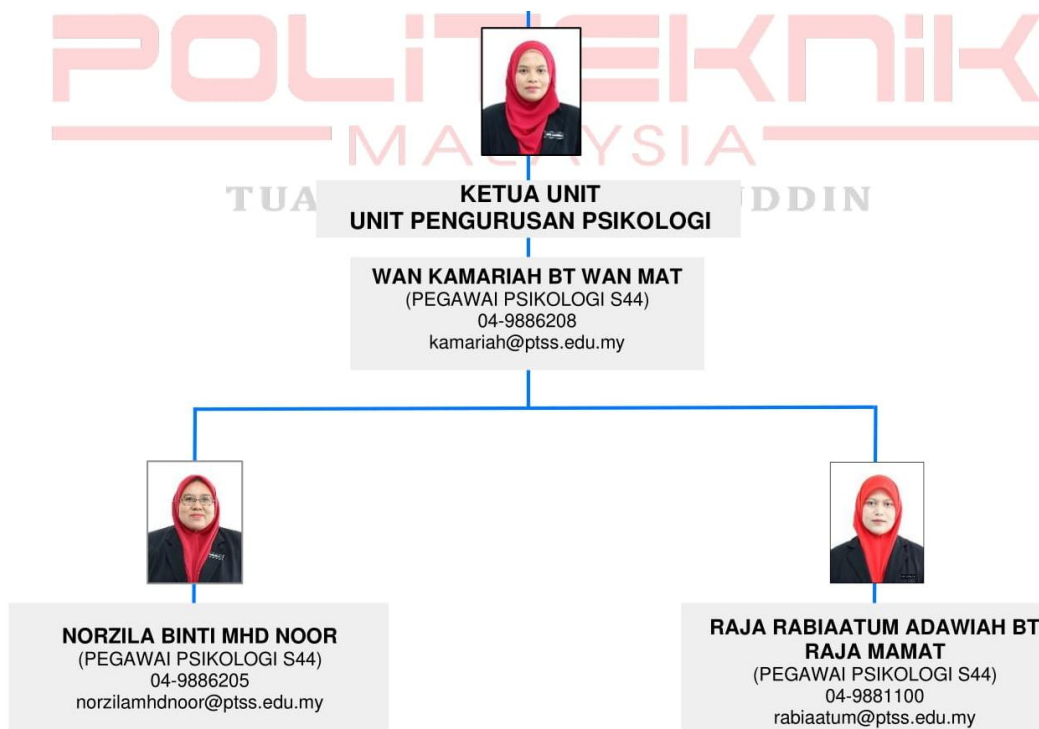 POLITEKNIK
MALAYSIA
KETUA UNIT
UNIT PENGURUSAN PSIKOLOGI
WAN KAMARIAH BT WAN MAT
(PEGAWAI PSIKOLOGI S44)
04-9886208
kamariah@ptss.edu.my
NORZILA BINTI MHD NOOR
(PEGAWAI PSIKOLOGI S44)
04-9886205
norzilamhdnoor@ptss.edu.my
RAJA RABIAATUM ADAWIAH BT
RAJA MAMAT
(PEGAWAI PSIKOLOGI S44)
04-9881100
rabiaatum@ptss.edu.my